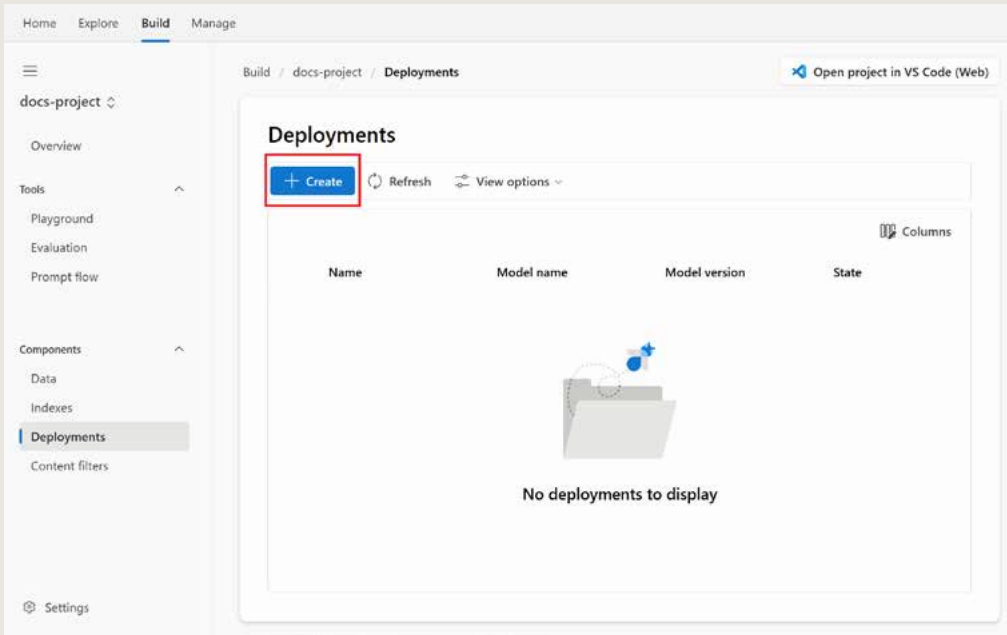 Home Explore Build Manage
docs-project
Overview
Tools
Playground
Evaluation
Prompt flow
Components
Data
Indexes
Deployments
Content filters
Settings
Build / docs-project / Deployments
Open project in VS Code (Web)
Deployments
Create Refresh View options
Columns
Name Model name Model version State
No deployments to display